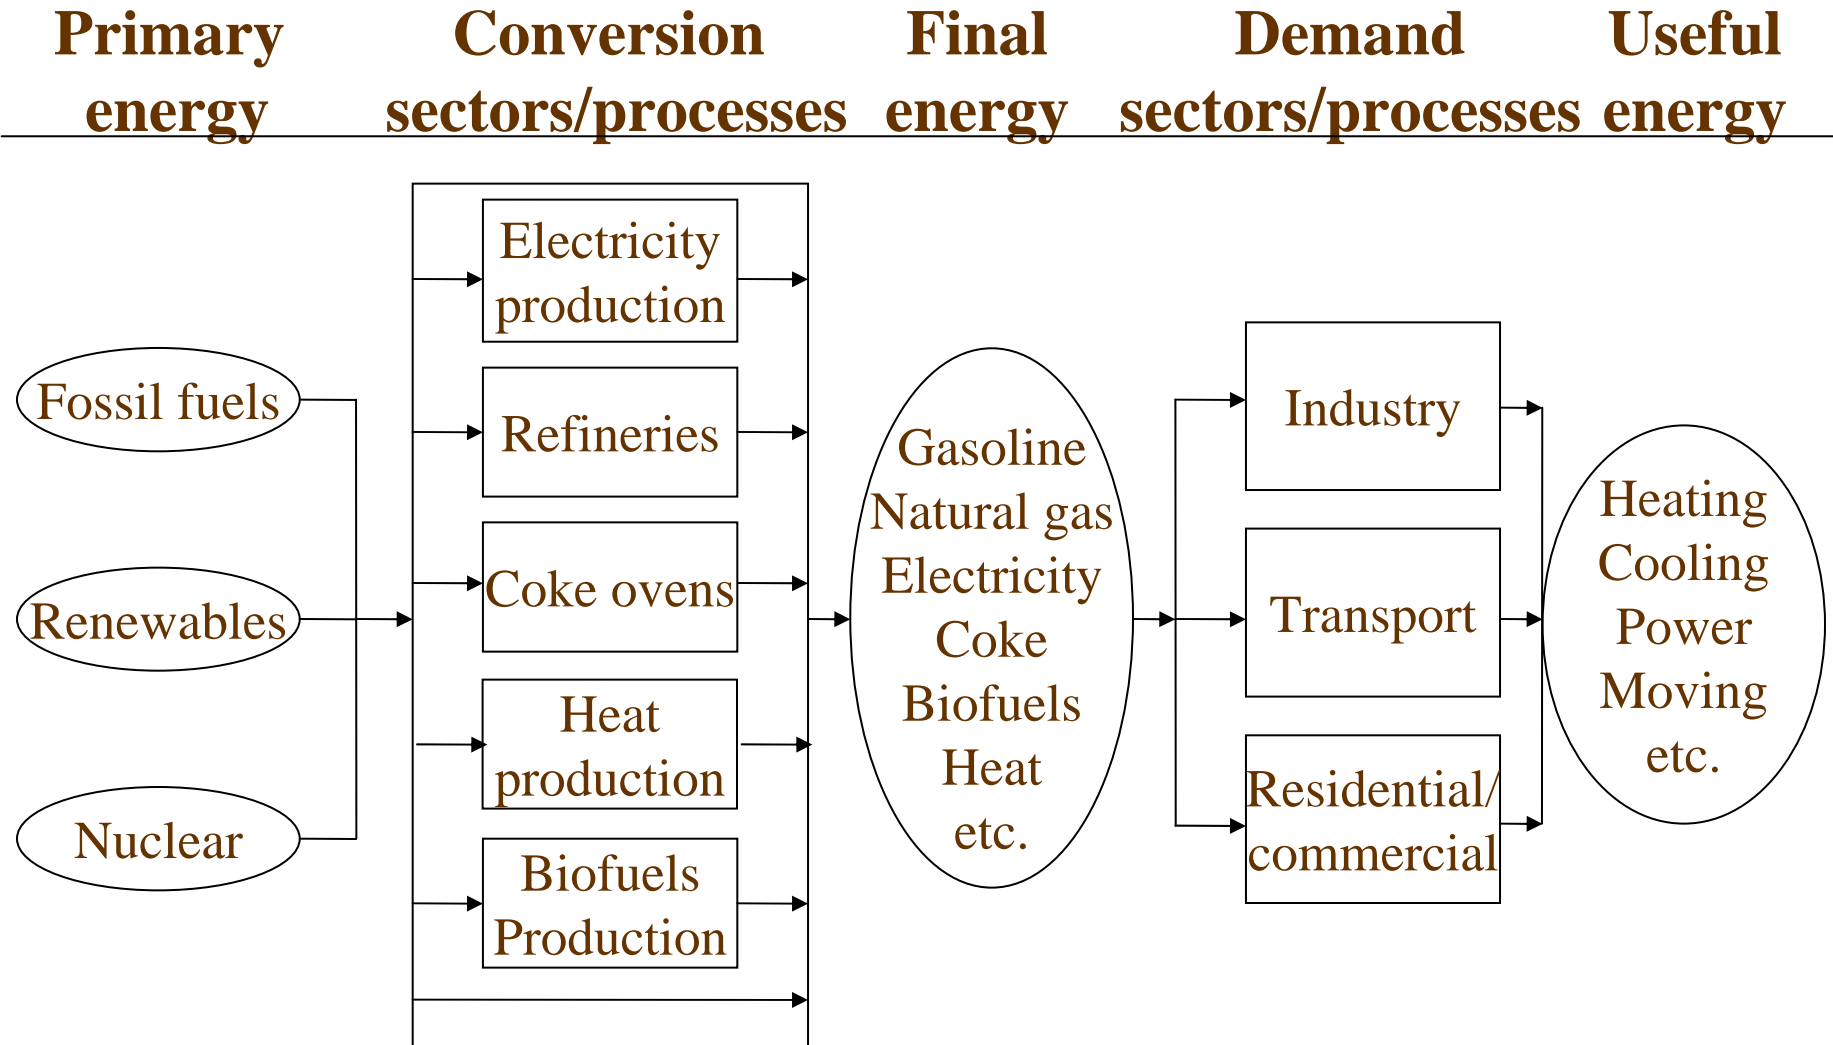 Primary
energy
Conversion
sectors/processes
Final
energy
Demand
sectors/processes
Useful
energy
Fossil fuels
Renewables
Nuclear
Electricity
production
Refineries
Coke ovens
Heat
production
Biofuels
Production
Gasoline
Natural gas
Electricity
Coke
Biofuels
Heat
etc.
Industry
Transport
Residential/
commercial
Heating
Cooling
Power
Moving
etc.